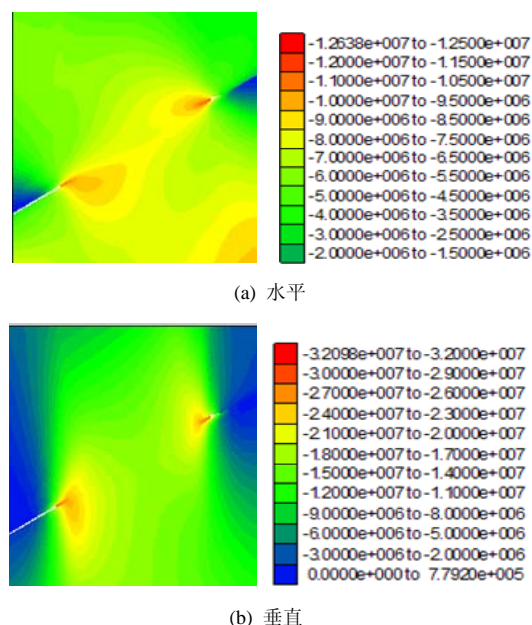 -1.2638e+007 to -1.2500e+007
-1.2000e+007 to -1.1500e+007
-1.1000e+007 to -1.0500e+007
-1.0000e+007 to -9.5000e+006
-9.0000e+006 to -8.5000e+006
-8.0000e+006 to -7.5000e+006
-7.0000e+006 to -6.5000e+006
-6.0000e+006 to -5.5000e+006
-5.0000e+006 to -4.5000e+006
-4.0000e+006 to -3.5000e+006
-3.0000e+006 to -2.5000e+006
-2.0000e+006 to -1.5000e+006
(a) 水平
-3.2098e+007 to -3.2000e+007
-3.0000e+007 to -2.9000e+007
-2.7000e+007 to -2.6000e+007
-2.4000e+007 to -2.3000e+007
-2.1000e+007 to -2.0000e+007
-1.8000e+007 to -1.7000e+007
-1.5000e+007 to -1.4000e+007
-1.2000e+007 to -1.1000e+007
-9.0000e+006 to -8.0000e+006
-6.0000e+006 to -5.0000e+006
-3.0000e+006 to -2.0000e+006
0.0000e+000 to 7.7920e+005
(b) 垂直